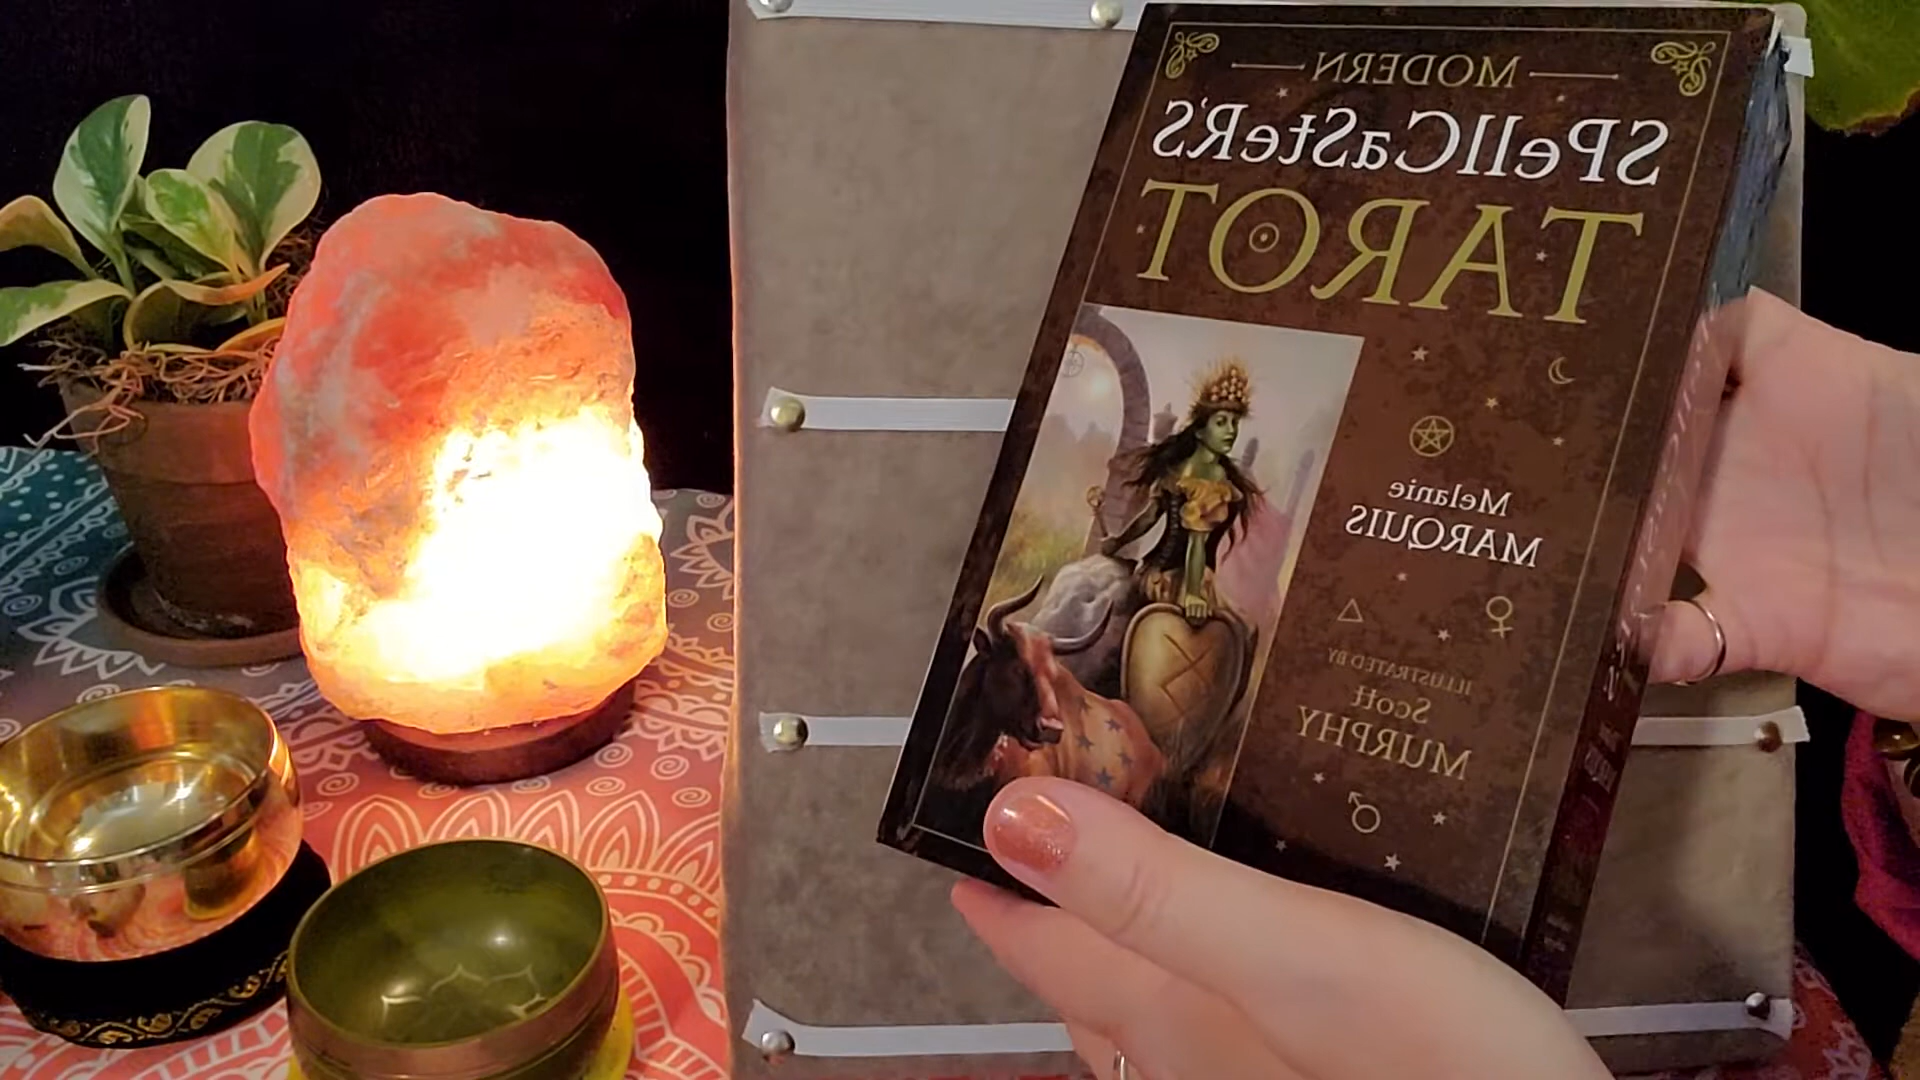 MODERN
SPellCaSteR's
TAROT
Melanie
MARQUIS
ILLUSTRATED BY
Scott
MURPHY